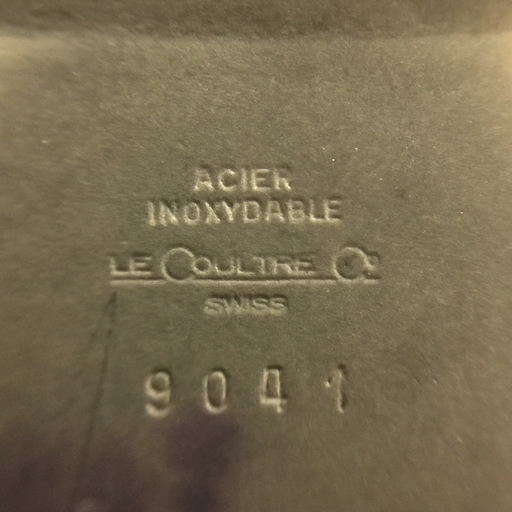 ACIER
INOXYDABLE
LE COULTRE Co
SWISS
9041